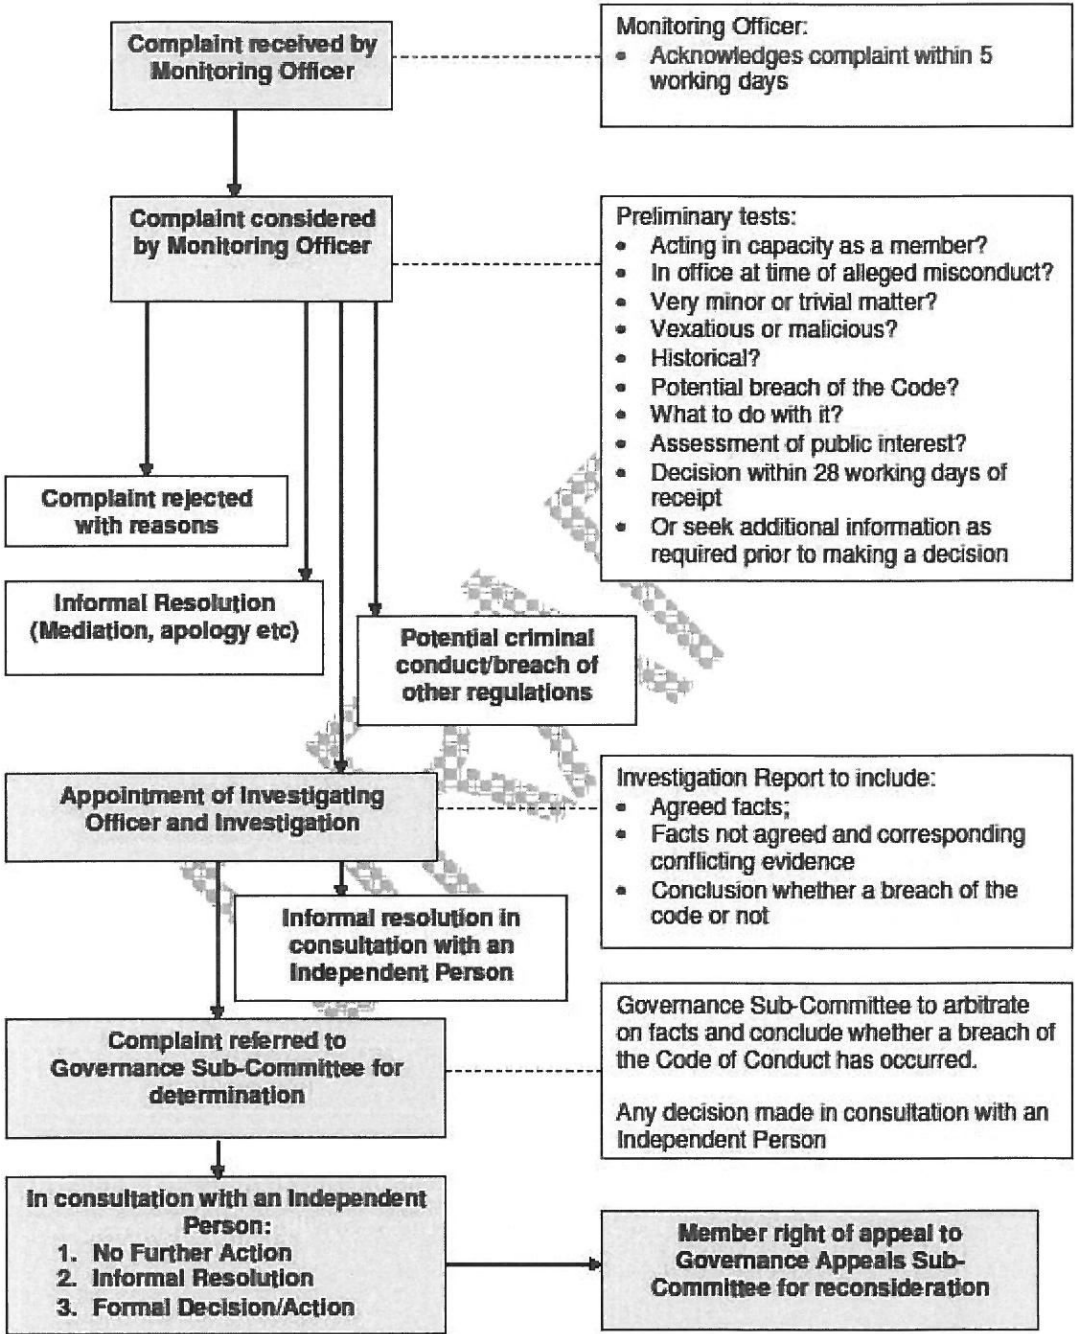 Complaint received by
Monitoring Officer
Monitoring Officer:
• Acknowledges complaint within 5
working days
Complaint considered
by Monitoring Officer
Preliminary tests:
• Acting in capacity as a member?
• In office at time of alleged misconduct?
• Very minor or trivial matter?
• Vexatious or malicious?
• Historical?
• Potential breach of the Code?
• What to do with it?
• Assessment of public interest?
• Decision within 28 working days of
receipt
• Or seek additional information as
required prior to making a decision
Complaint rejected
with reasons
Informal Resolution
(Mediation, apology etc)
Potential criminal
conduct/breach of
other regulations
Appointment of Investigating
Officer and Investigation
Investigation Report to include:
• Agreed facts;
• Facts not agreed and corresponding
conflicting evidence
• Conclusion whether a breach of the
code or not
Informal resolution in
consultation with an
Independent Person
Complaint referred to
Governance Sub-Committee for
determination
Governance Sub-Committee to arbitrate
on facts and conclude whether a breach of
the Code of Conduct has occurred.
Any decision made in consultation with an
Independent Person
In consultation with an Independent
Person:
1. No Further Action
2. Informal Resolution
3. Formal Decision/Action
Member right of appeal to
Governance Appeals Sub-
Committee for reconsideration